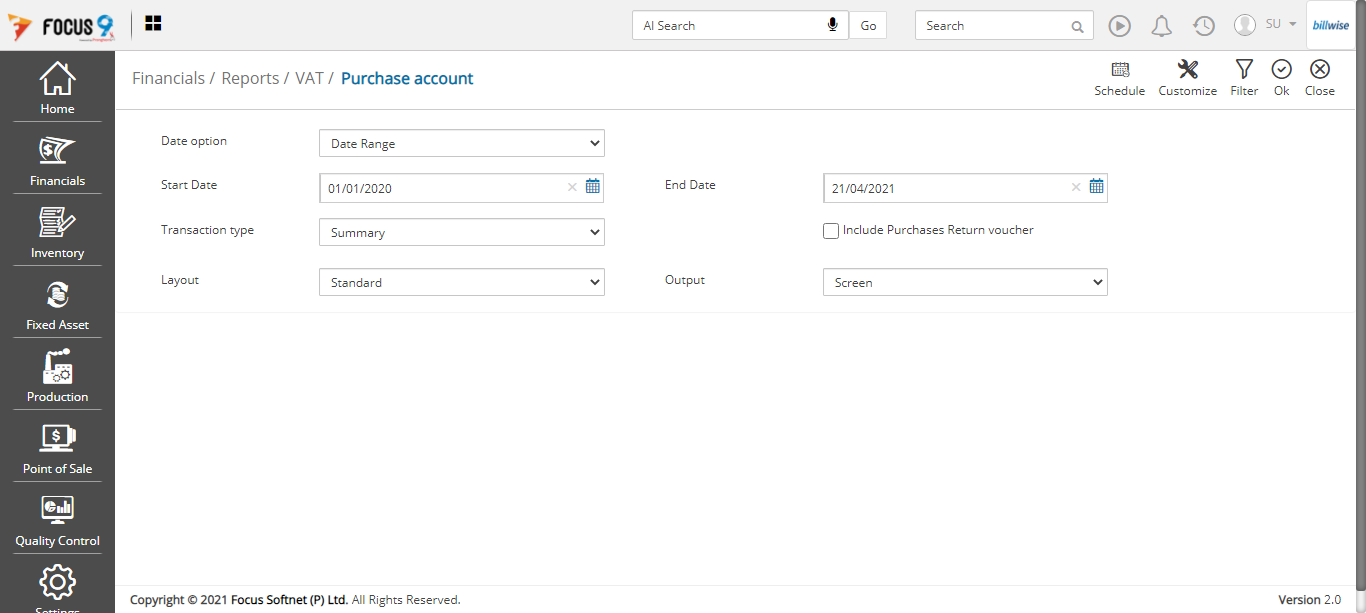 FOCUS 9
AI Search
Go
Search
SU
billwise
Home
Financials
Inventory
Fixed Asset
Production
Point of Sale
Quality Control
Settings
Financials / Reports / VAT / Purchase account
Schedule
Customize
Filter
Ok
Close
Date option
Date Range
Start Date
01/01/2020
End Date
21/04/2021
Transaction type
Summary
Include Purchases Return voucher
Layout
Standard
Output
Screen
Copyright © 2021 Focus Softnet (P) Ltd. All Rights Reserved.
Version 2.0